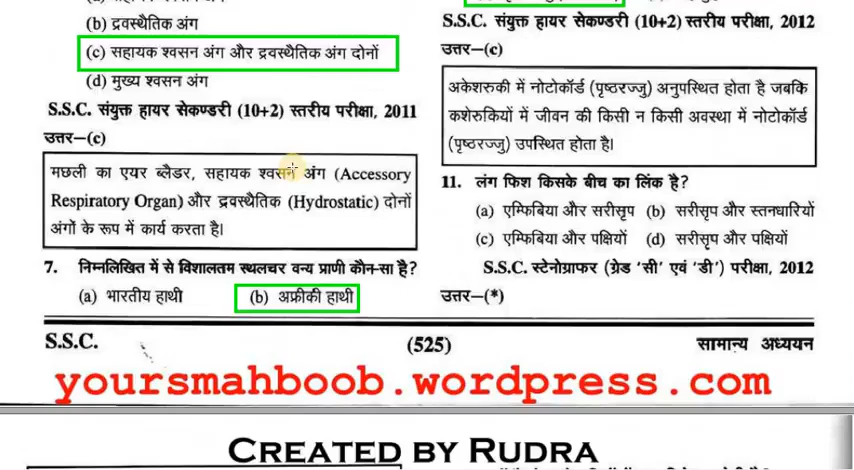 (b) द्रवस्थैतिक अंग
(c) सहायक श्वसन अंग और द्रवस्थैतिक अंग दोनों
(d) मुख्य श्वसन अंग
S.S.C. संयुक्त हायर सेकण्डरी (10+2) स्तरीय परीक्षा, 2011
उत्तर–(c)
मछली का एयर ब्लैडर, सहायक श्वसन अंग (Accessory
Respiratory Organ) और द्रवस्थैतिक (Hydrostatic) दोनों
अंगों के रूप में कार्य करता है।
7. निम्नलिखित में से विशालतम स्थलचर वन्य प्राणी कौन-सा है?
(a) भारतीय हाथी (b) अफ्रीकी हाथी
S.S.C. संयुक्त हायर सेकण्डरी (10+2) स्तरीय परीक्षा, 2012
उत्तर–(c)
अकेशरुकी में नोटोकॉर्ड (पृष्ठरज्जु) अनुपस्थित होता है जबकि
कशेरुकियों में जीवन की किसी न किसी अवस्था में नोटोकॉर्ड
(पृष्ठरज्जु) उपस्थित होता है।
11. लंग फिश किसके बीच का लिंक है?
(a) एम्फिबिया और सरीसृप (b) सरीसृप और स्तनधारियों
(c) एम्फिबिया और पक्षियों (d) सरीसृप और पक्षियों
S.S.C. स्टेनोग्राफर (ग्रेड 'सी' एवं 'डी') परीक्षा, 2012
उत्तर–(*)
S.S.C. (525) सामान्य अध्ययन
yoursmahboob.wordpress.com
CREATED BY RUDRA